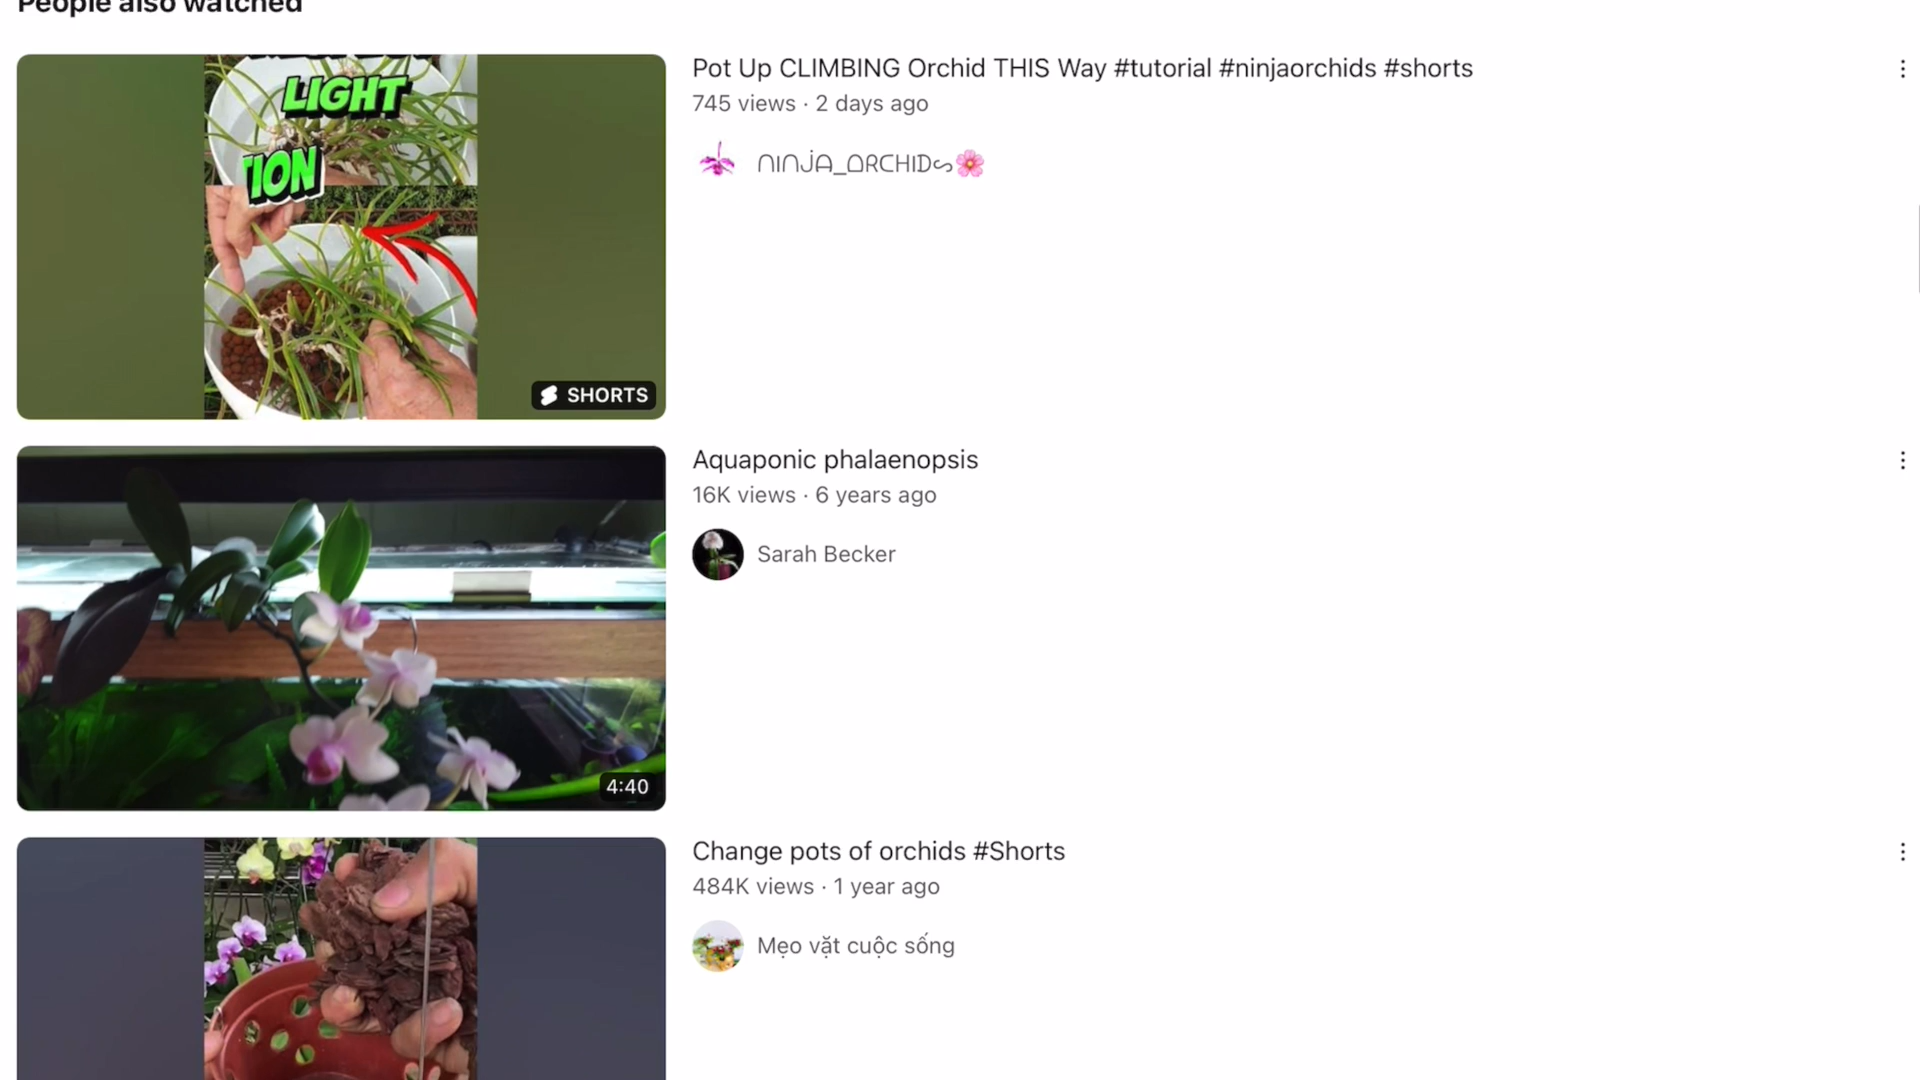 People also watched
LIGHT
TION
SHORTS
Pot Up CLIMBING Orchid THIS Way #tutorial #ninjaorchids #shorts
745 views · 2 days ago
ᑎIᑎJᗩ_ᗝᖇᑕᕼIᗪᔕ🌸
4:40
Aquaponic phalaenopsis
16K views · 6 years ago
Sarah Becker
Change pots of orchids #Shorts
484K views · 1 year ago
Mẹo vặt cuộc sống